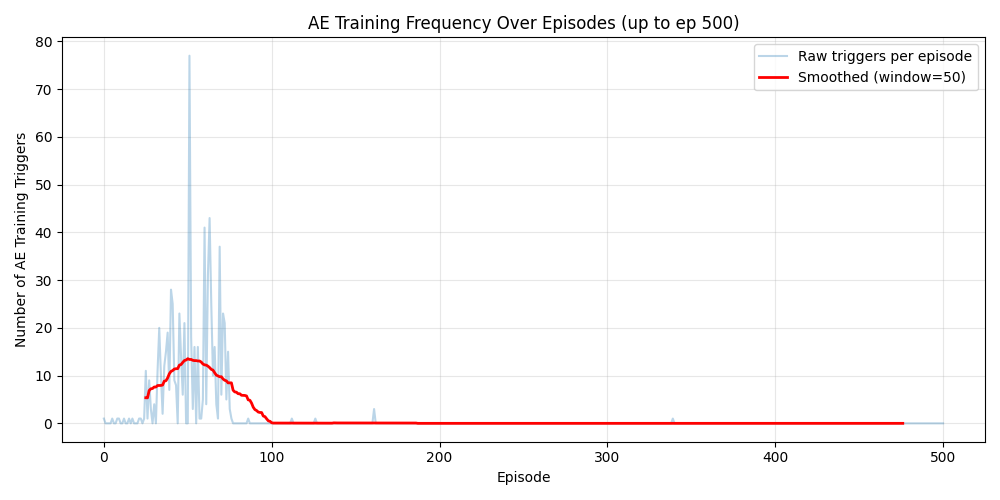 AE Training Frequency Over Episodes (up to ep 500)
Raw triggers per episode
Smoothed (window=50)
Number of AE Training Triggers
80
70
60
50
40
30
20
10
0
0 100 200 300 400 500
Episode